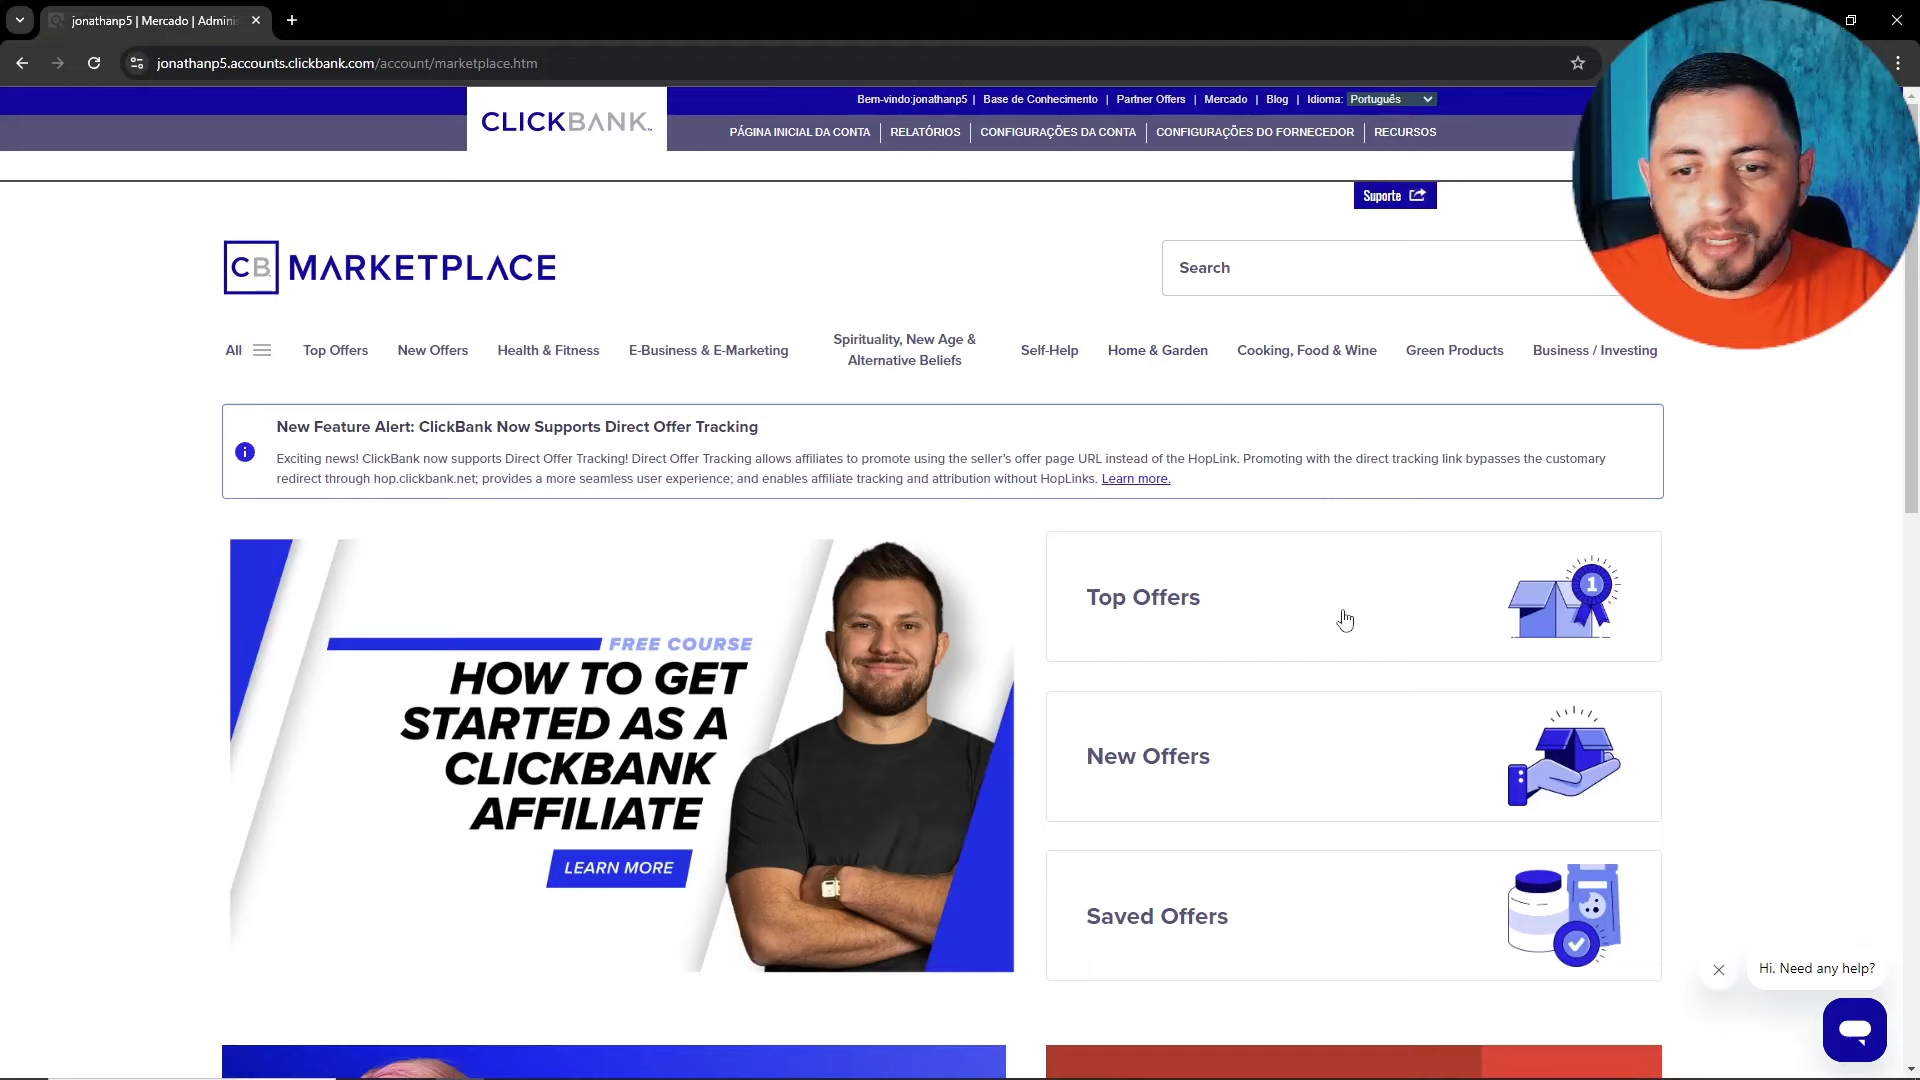 jonathanp5 | Mercado | Admini
jonathanp5.accounts.clickbank.com/account/marketplace.htm
Bem-vindo:jonathanp5 | Base de Conhecimento | Partner Offers | Mercado | Blog | Idioma: Português
CLICKBANK
PÁGINA INICIAL DA CONTA | RELATÓRIOS | CONFIGURAÇÕES DA CONTA | CONFIGURAÇÕES DO FORNECEDOR | RECURSOS
Suporte
CB MARKETPLACE
Search
All Top Offers New Offers Health & Fitness E-Business & E-Marketing
Spirituality, New Age &
Alternative Beliefs
Self-Help Home & Garden Cooking, Food & Wine Green Products Business / Investing
New Feature Alert: ClickBank Now Supports Direct Offer Tracking
Exciting news! ClickBank now supports Direct Offer Tracking! Direct Offer Tracking allows affiliates to promote using the seller's offer page URL instead of the HopLink. Promoting with the direct tracking link bypasses the customary
redirect through hop.clickbank.net; provides a more seamless user experience; and enables affiliate tracking and attribution without HopLinks. Learn more.
FREE COURSE
HOW TO GET
STARTED AS A
CLICKBANK
AFFILIATE
LEARN MORE
Top Offers
1
New Offers
Saved Offers
Hi. Need any help?